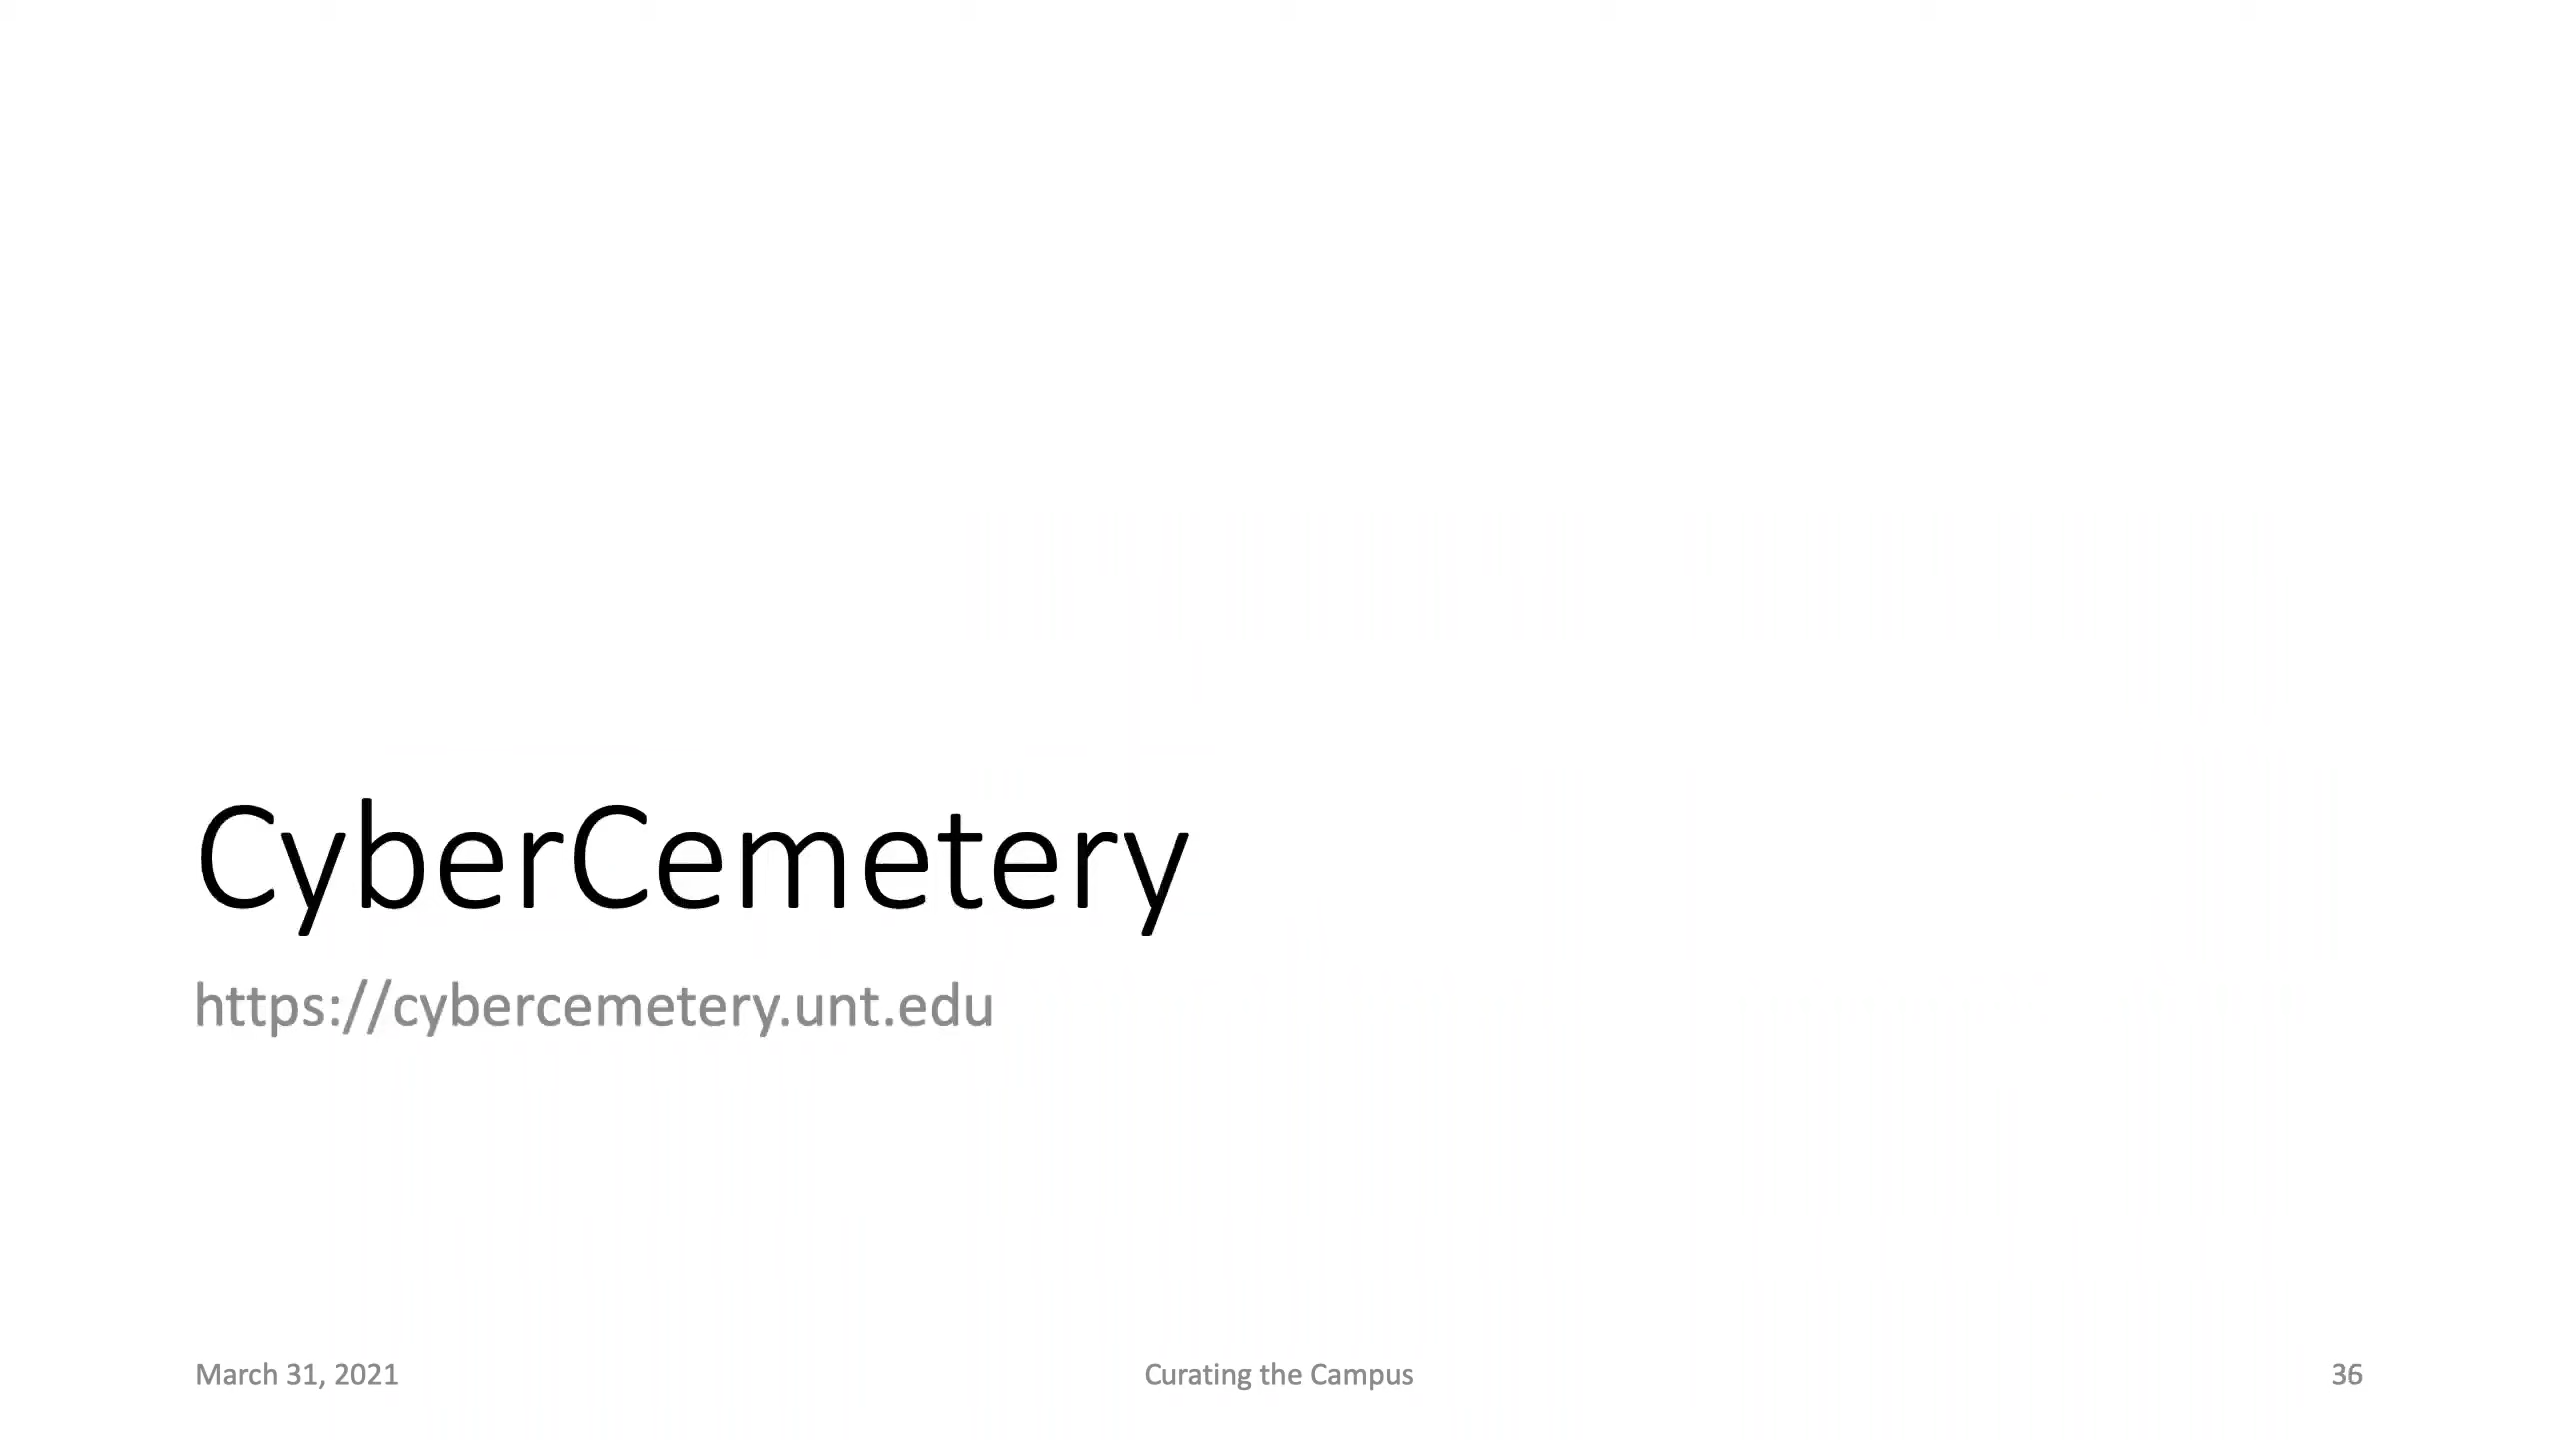 CyberCemetery
https://cybercemetery.unt.edu
March 31, 2021
Curating the Campus
36